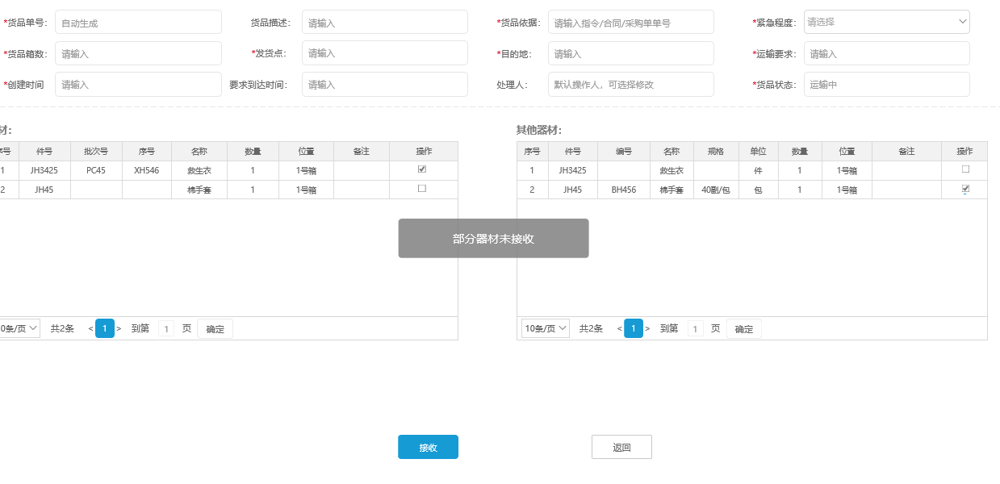 *货品单号: 自动生成 货品描述: 请输入 *货品依据: 请输入指令/合同/采购单单号 *紧急程度: 请选择
*货品箱数: 请输入 *发货点: 请输入 *目的地: 请输入 *运输要求: 请输入
*创建时间 请输入 要求到达时间: 请输入 处理人: 默认操作人，可选择修改 *货品状态: 运输中
材: 其他器材:
序号 件号 批次号 序号 名称 数量 位置 备注 操作
1 JH3425 PC45 XH546 救生衣 1 1号箱
2 JH45 棉手套 1 1号箱
序号 件号 编号 名称 规格 单位 数量 位置 备注 操作
1 JH3425 救生衣 件 1 1号箱
2 JH45 BH456 棉手套 40副/包 包 1 1号箱
部分器材未接收
0条/页 共2条 < 1 > 到第 1 页 确定
10条/页 共2条 < 1 > 到第 1 页 确定
接收 返回